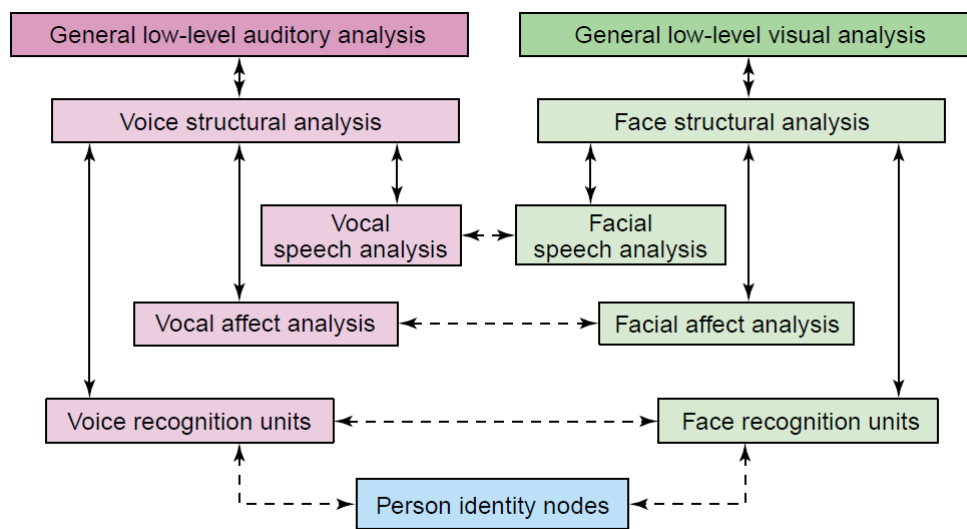 General low-level auditory analysis
General low-level visual analysis
Voice structural analysis
Face structural analysis
Vocal
speech analysis
Facial
speech analysis
Vocal affect analysis
Facial affect analysis
Voice recognition units
Face recognition units
Person identity nodes